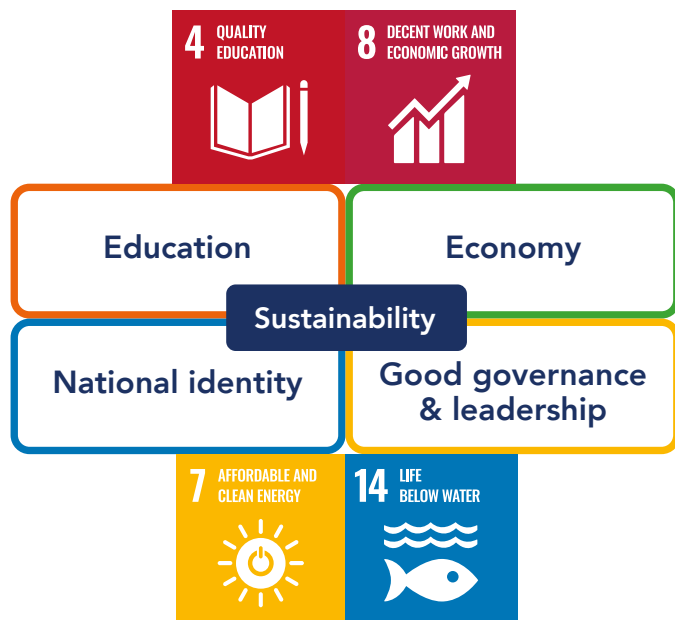 4 QUALITY
EDUCATION
8 DECENT WORK AND
ECONOMIC GROWTH
Education
Economy
Sustainability
National identity
Good governance
& leadership
7 AFFORDABLE AND
CLEAN ENERGY
14 LIFE
BELOW WATER